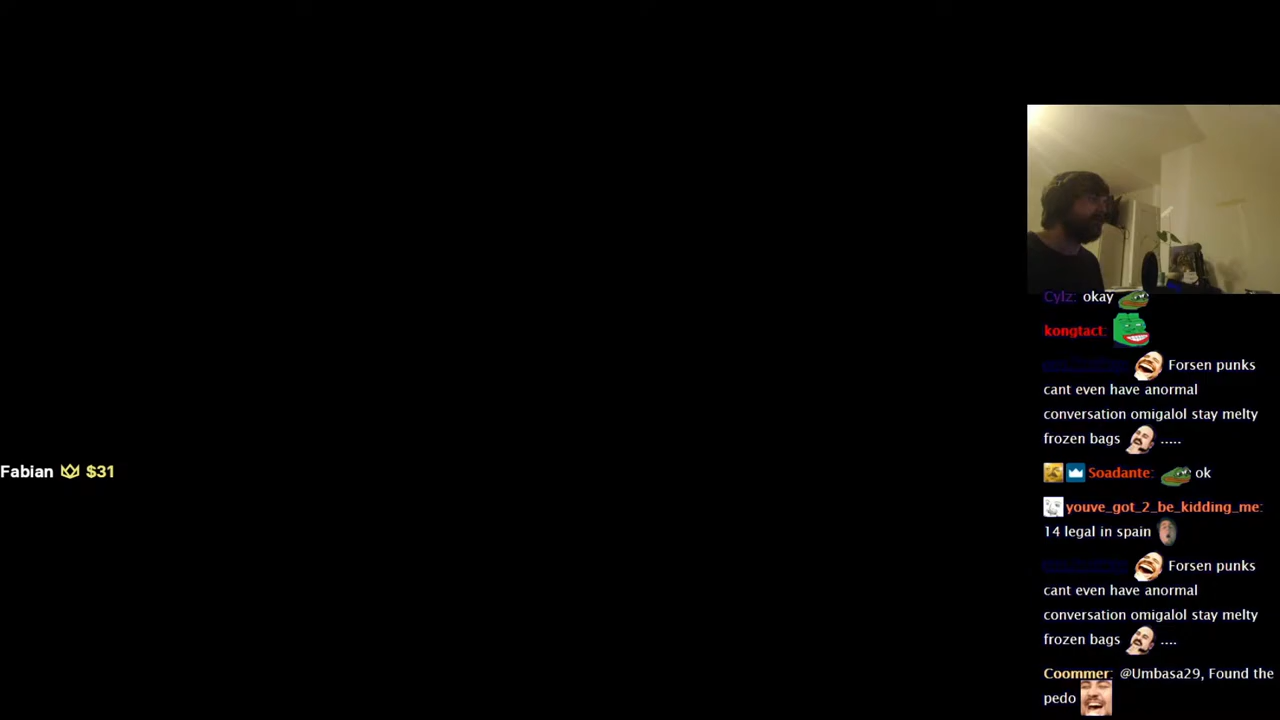 Cylz: okay
kongtact:
Forsen punks
cant even have anormal
conversation omigalol stay melty
frozen bags .....
Fabian $31
Soadante: ok
youve_got_2_be_kidding_me:
14 legal in spain
Forsen punks
cant even have anormal
conversation omigalol stay melty
frozen bags ....
Coommer: @Umbasa29, Found the
pedo